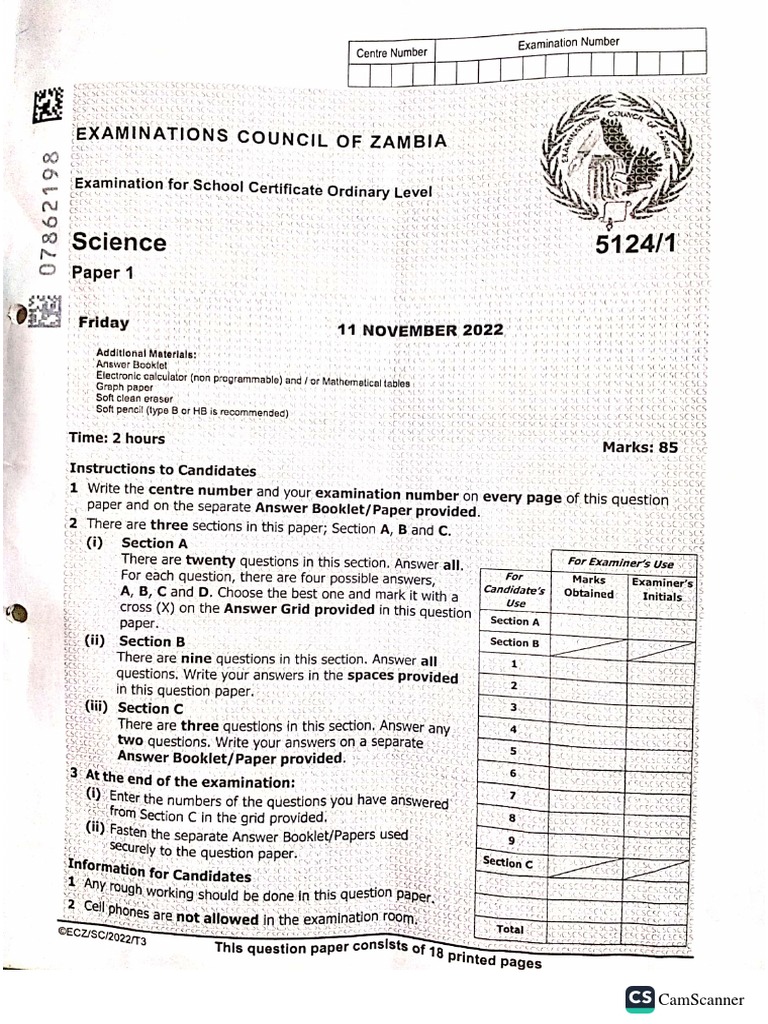 Centre Number
Examination Number
07862198
EXAMINATIONS COUNCIL OF ZAMBIA
EXAMINATIONS COUNCIL OF ZAMBIA
Examination for School Certificate Ordinary Level
Science
5124/1
Paper 1
Friday
11 NOVEMBER 2022
Additional Materials:
Answer Booklet
Electronic calculator (non programmable) and / or Mathematical tables
Graph paper
Soft clean eraser
Soft pencil (type B or HB is recommended)
Time: 2 hours
Marks: 85
Instructions to Candidates
1 Write the centre number and your examination number on every page of this question
paper and on the separate Answer Booklet/Paper provided.
2 There are three sections in this paper; Section A, B and C.
(i) Section A
There are twenty questions in this section. Answer all.
For each question, there are four possible answers,
A, B, C and D. Choose the best one and mark it with a
cross (X) on the Answer Grid provided in this question
paper.
(ii) Section B
There are nine questions in this section. Answer all
questions. Write your answers in the spaces provided
in this question paper.
(iii) Section C
There are three questions in this section. Answer any
two questions. Write your answers on a separate
Answer Booklet/Paper provided.
3 At the end of the examination:
(i) Enter the numbers of the questions you have answered
from Section C in the grid provided.
(ii) Fasten the separate Answer Booklet/Papers used
securely to the question paper.
Information for Candidates
1 Any rough working should be done in this question paper.
2 Cell phones are not allowed in the examination room.
For Examiner's Use
For
Candidate's
Use
Marks
Obtained
Examiner's
Initials
Section A
Section B
1
2
3
4
5
6
7
8
9
Section C
Total
©ECZ/SC/2022/T3
This question paper consists of 18 printed pages
CS CamScanner